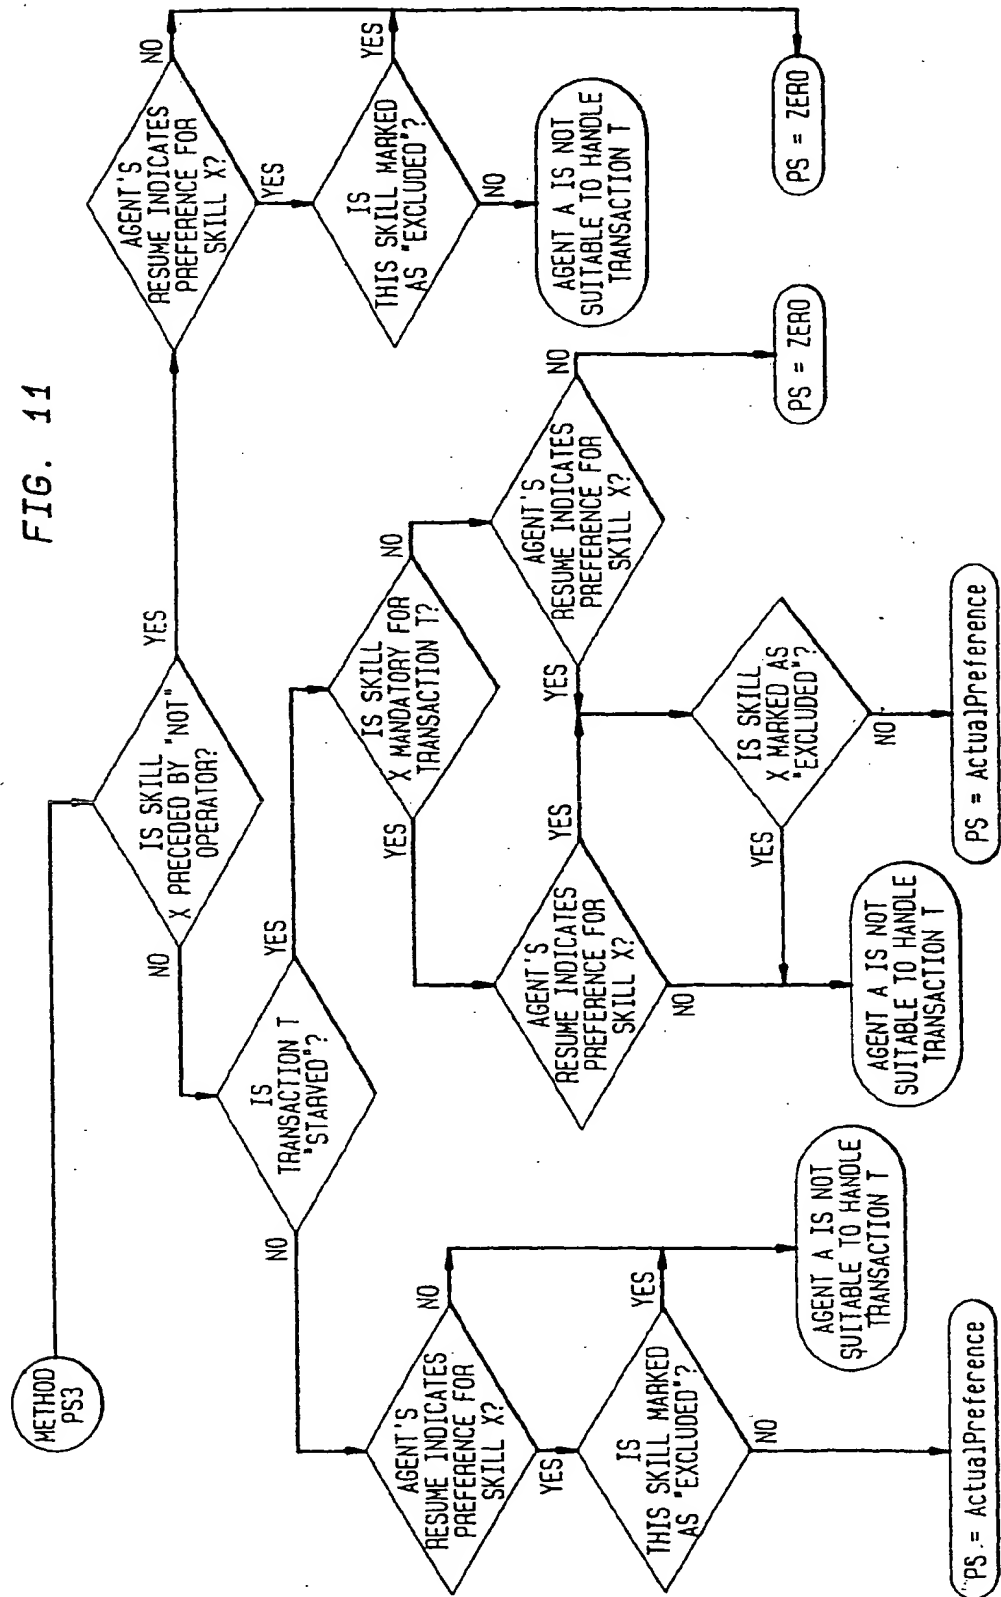 FIG. 11
METHOD
PS3
IS SKILL
X PRECEDED BY "NOT"
OPERATOR?
YES
NO
AGENT'S
RESUME INDICATES
PREFERENCE FOR
SKILL X?
NO
YES
IS
THIS SKILL MARKED
AS "EXCLUDED"?
YES
NO
AGENT A IS NOT
SUITABLE TO HANDLE
TRANSACTION T
PS = ZERO
IS
TRANSACTION T
"STARVED"?
YES
NO
IS SKILL
X MANDATORY FOR
TRANSACTION T?
NO
YES
AGENT'S
RESUME INDICATES
PREFERENCE FOR
SKILL X?
NO
YES
PS = ZERO
AGENT'S
RESUME INDICATES
PREFERENCE FOR
SKILL X?
YES
NO
IS SKILL
X MARKED AS
"EXCLUDED"?
YES
NO
AGENT A IS NOT
SUITABLE TO HANDLE
TRANSACTION T
PS = ActualPreference
AGENT'S
RESUME INDICATES
PREFERENCE FOR
SKILL X?
NO
YES
IS
THIS SKILL MARKED
AS "EXCLUDED"?
YES
NO
AGENT A IS NOT
SUITABLE TO HANDLE
TRANSACTION T
PS = ActualPreference